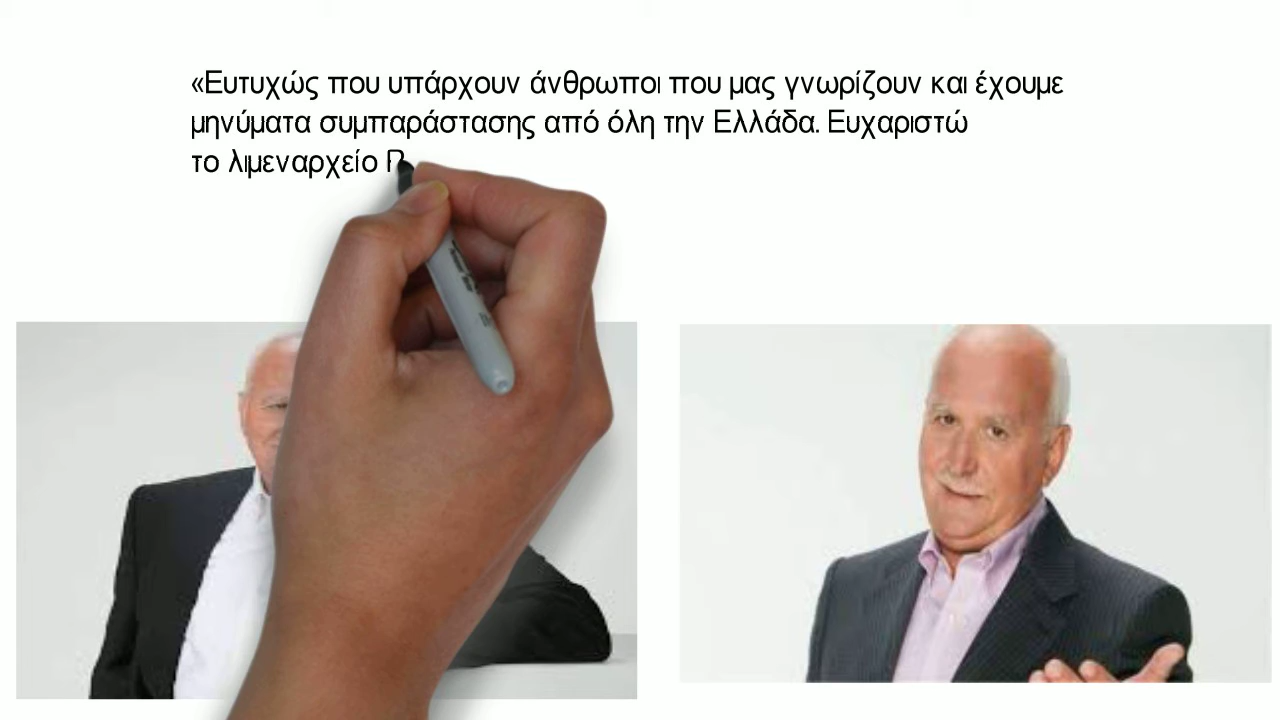 «Ευτυχώς που υπάρχουν άνθρωποι που μας γνωρίζουν και έχουμε
μηνύματα συμπαράστασης από όλη την Ελλάδα. Ευχαριστώ
το λιμεναρχείο